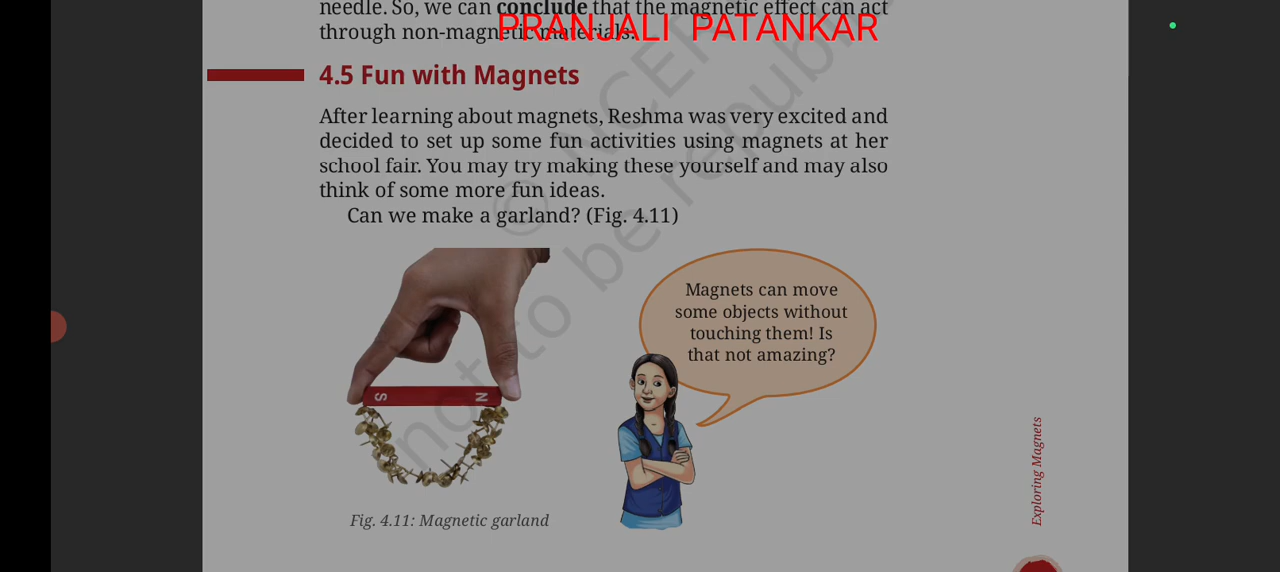 needle. So, we can conclude that the magnetic effect can act
through non-magnetic materials.
PRANJALI PATANKAR
4.5 Fun with Magnets
After learning about magnets, Reshma was very excited and
decided to set up some fun activities using magnets at her
school fair. You may try making these yourself and may also
think of some more fun ideas.
Can we make a garland? (Fig. 4.11)
Magnets can move
some objects without
touching them! Is
that not amazing?
S N
Fig. 4.11: Magnetic garland
Exploring Magnets
not to be republi